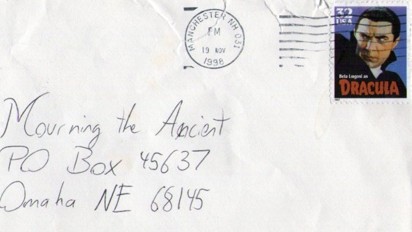 MANCHESTER, NH 031
PM
19 NOV
1998
32
USA
Bela Lugosi as
DRACULA
Mourning the Ancient
PO Box 45637
Omaha NE 68145